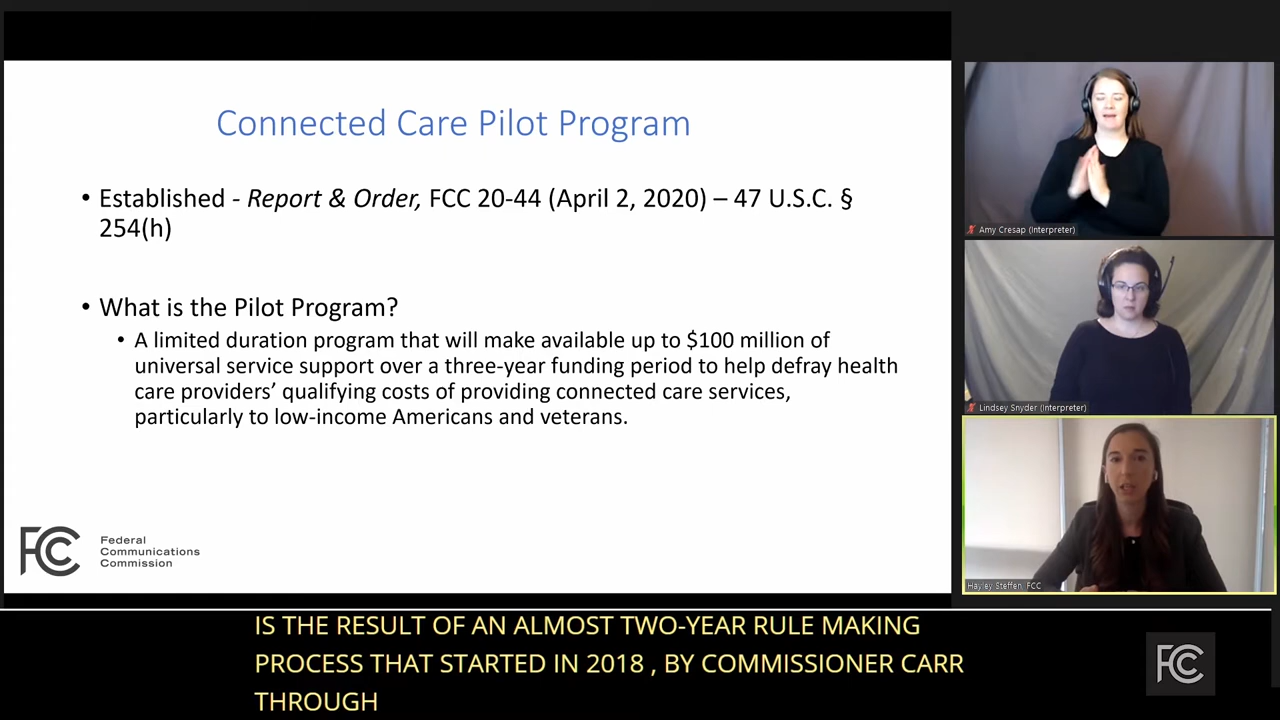 Connected Care Pilot Program
• Established - Report & Order, FCC 20-44 (April 2, 2020) – 47 U.S.C. §
254(h)
• What is the Pilot Program?
• A limited duration program that will make available up to $100 million of
universal service support over a three-year funding period to help defray health
care providers’ qualifying costs of providing connected care services,
particularly to low-income Americans and veterans.
FCC
Federal
Communications
Commission
Amy Cresap (Interpreter)
Lindsey Snyder (Interpreter)
Hayley Steffen, FCC
IS THE RESULT OF AN ALMOST TWO-YEAR RULE MAKING
PROCESS THAT STARTED IN 2018 , BY COMMISSIONER CARR
THROUGH
FCC